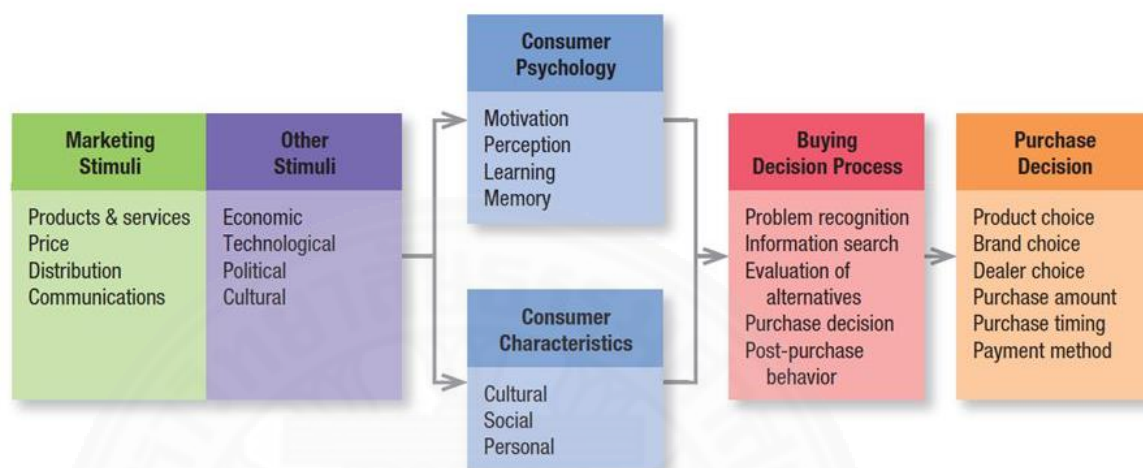 Marketing
Stimuli
Products & services
Price
Distribution
Communications
Other
Stimuli
Economic
Technological
Political
Cultural
Consumer
Psychology
Motivation
Perception
Learning
Memory
Consumer
Characteristics
Cultural
Social
Personal
Buying
Decision Process
Problem recognition
Information search
Evaluation of
alternatives
Purchase decision
Post-purchase
behavior
Purchase
Decision
Product choice
Brand choice
Dealer choice
Purchase amount
Purchase timing
Payment method